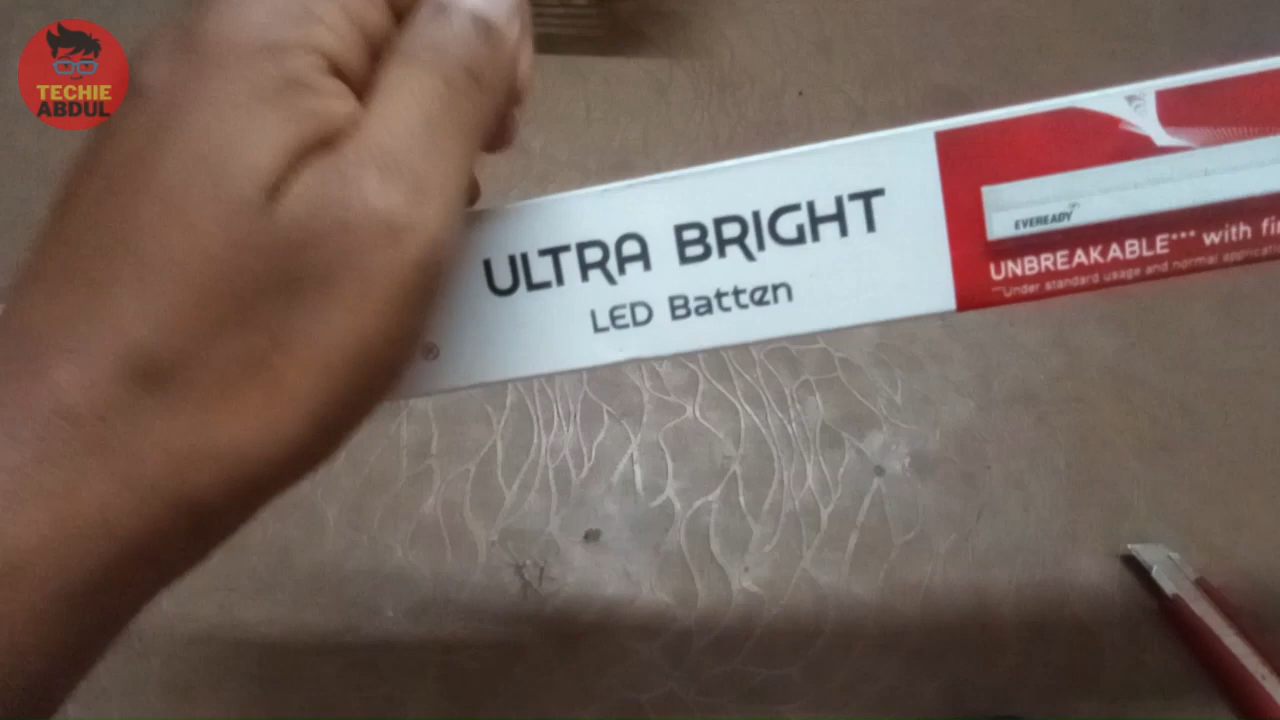 TECHIE
ABDUL
ULTRA BRIGHT
LED Batten
EVEREADY
UNBREAKABLE*** with
***Under standard usage and normal